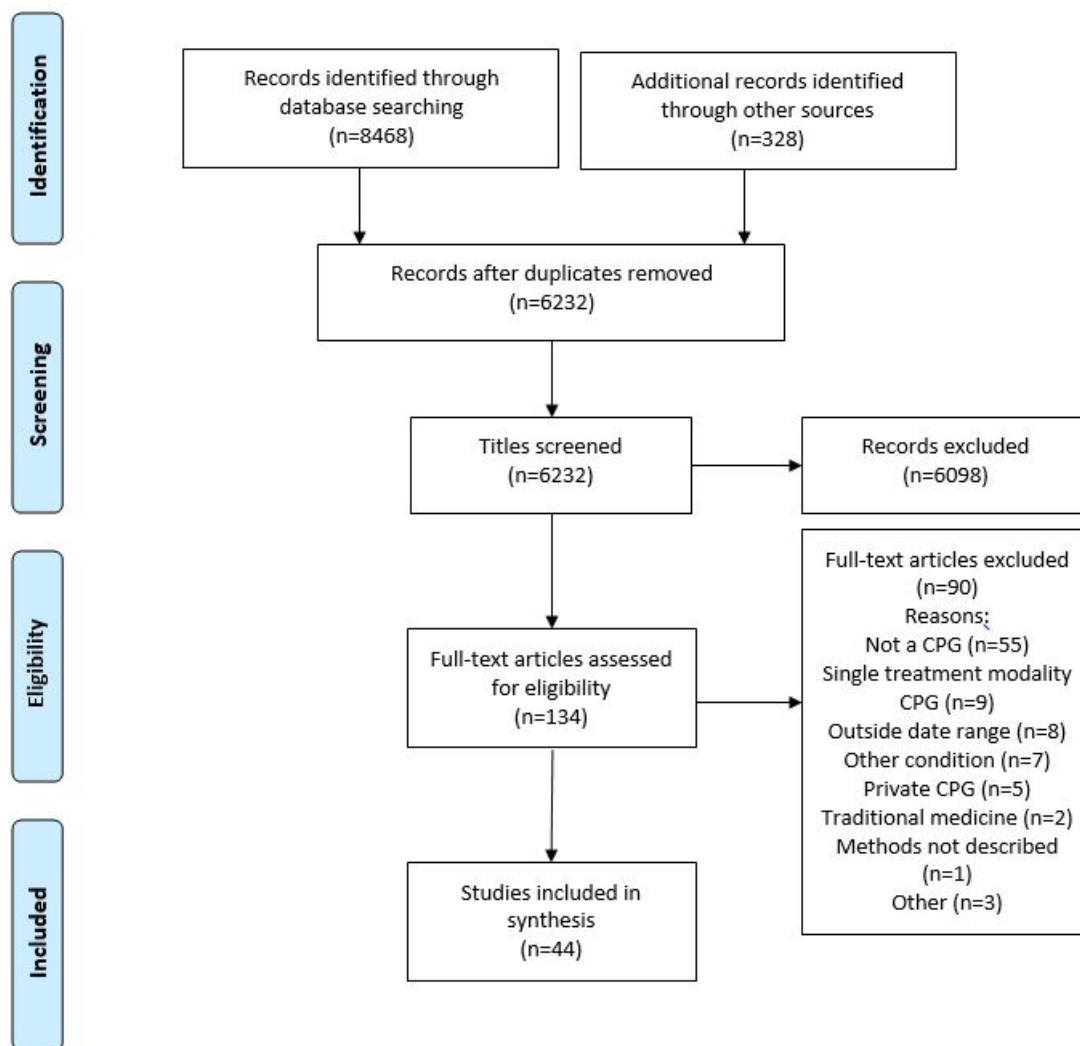 Identification
Records identified through
database searching
(n=8468)
Additional records identified
through other sources
(n=328)
Records after duplicates removed
(n=6232)
Screening
Titles screened
(n=6232)
Records excluded
(n=6098)
Eligibility
Full-text articles assessed
for eligibility
(n=134)
Full-text articles excluded
(n=90)
Reasons:
Not a CPG (n=55)
Single treatment modality
CPG (n=9)
Outside date range (n=8)
Other condition (n=7)
Private CPG (n=5)
Traditional medicine (n=2)
Methods not described
(n=1)
Other (n=3)
Included
Studies included in
synthesis
(n=44)